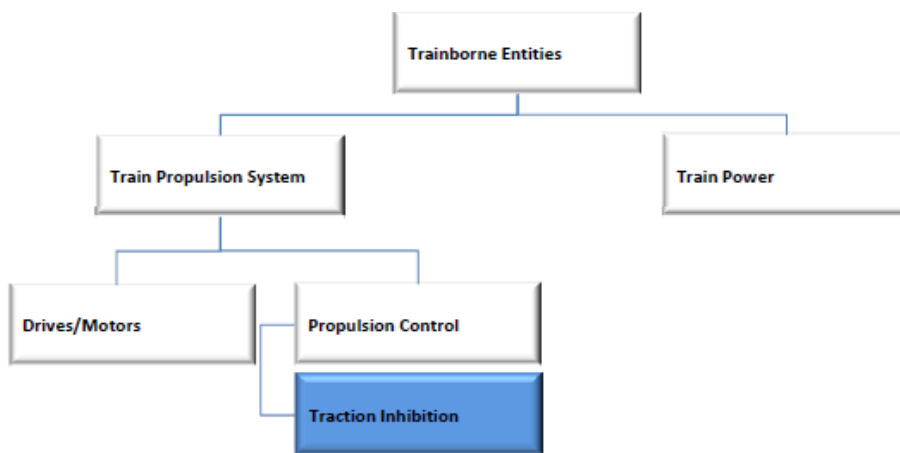 Trainborne Entities
Train Propulsion System
Train Power
Drives/Motors
Propulsion Control
Traction Inhibition